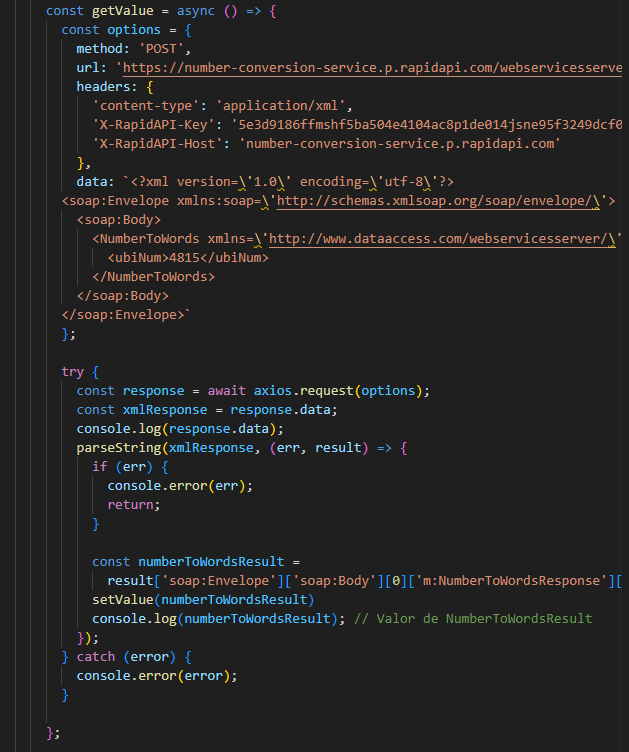 const getValue = async () => {
const options = {
method: 'POST',
url: 'https://number-conversion-service.p.rapidapi.com/webservicesserve
headers: {
'content-type': 'application/xml',
'X-RapidAPI-Key': '5e3d9186ffmshf5ba504e4104ac8p1de014jsne95f3249dcf0
'X-RapidAPI-Host': 'number-conversion-service.p.rapidapi.com'
},
data: `<?xml version=\'1.0\' encoding=\'utf-8\'?>
<soap:Envelope xmlns:soap=\'http://schemas.xmlsoap.org/soap/envelope/\'>
<soap:Body>
<NumberToWords xmlns=\'http://www.dataaccess.com/webservicesserver/\'
<ubiNum>4815</ubiNum>
</NumberToWords>
</soap:Body>
</soap:Envelope>`
};
try {
const response = await axios.request(options);
const xmlResponse = response.data;
console.log(response.data);
parseString(xmlResponse, (err, result) => {
if (err) {
console.error(err);
return;
}
const numberToWordsResult =
result['soap:Envelope']['soap:Body'][0]['m:NumberToWordsResponse'][
setValue(numberToWordsResult)
console.log(numberToWordsResult); // Valor de NumberToWordsResult
});
} catch (error) {
console.error(error);
}
};